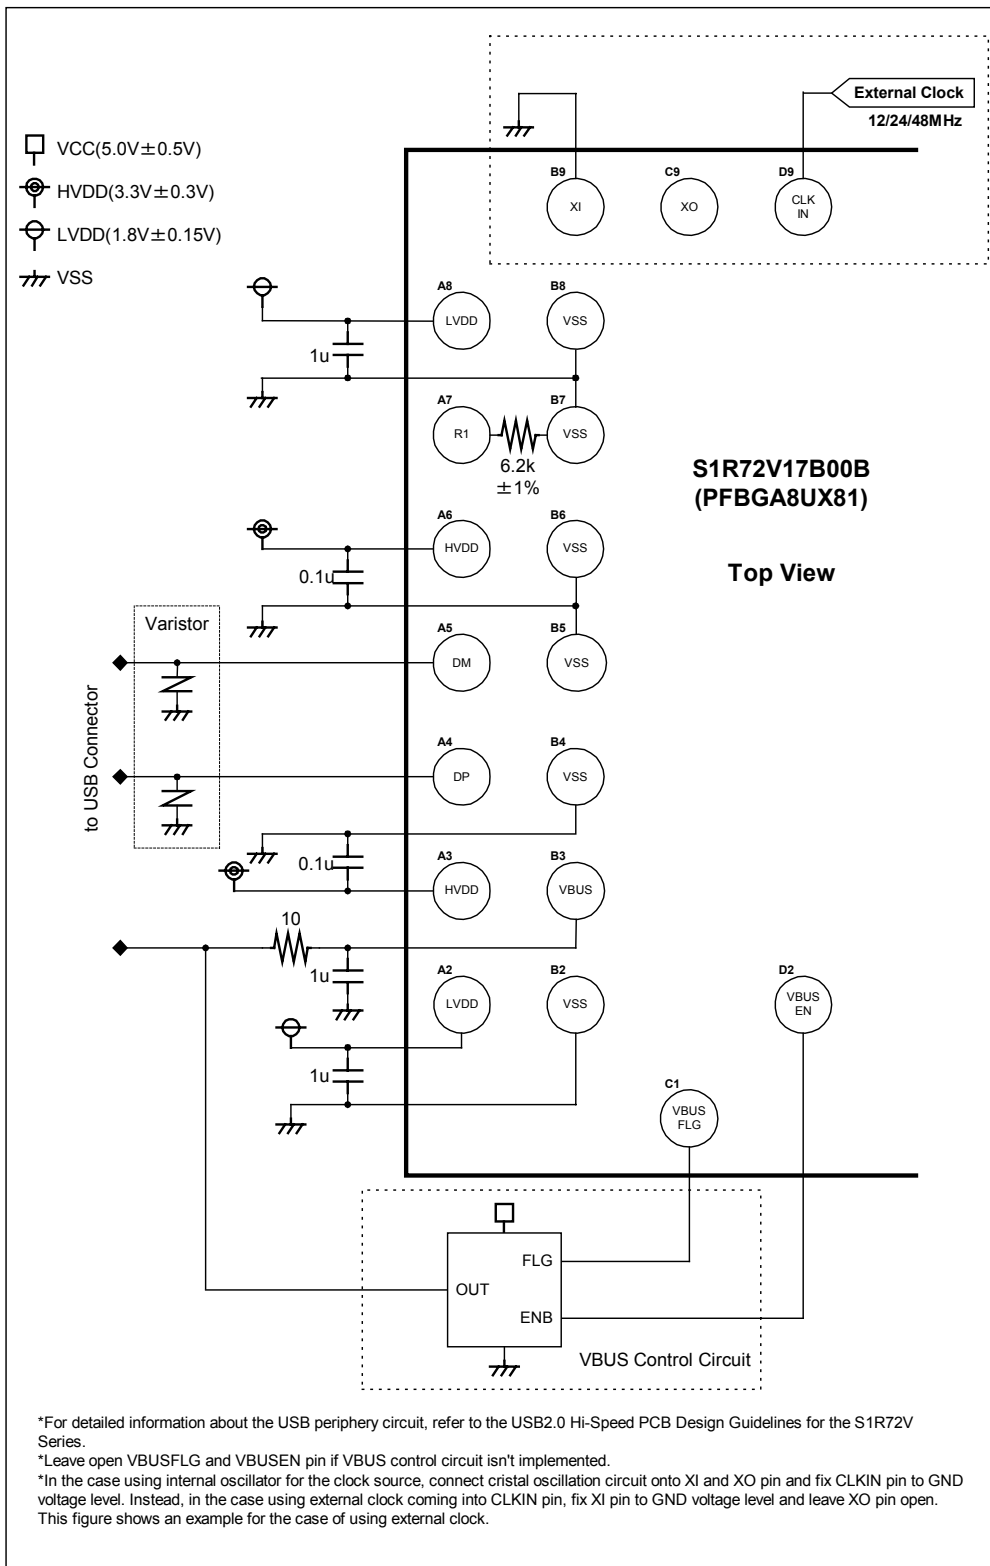 External Clock
12/24/48MHz
VCC(5.0V±0.5V)
HVDD(3.3V±0.3V)
LVDD(1.8V±0.15V)
VSS
B9
XI
C9
XO
D9
CLK
IN
A8
LVDD
B8
VSS
1u
A7
R1
B7
VSS
6.2k
±1%
S1R72V17B00B
(PFBGA8UX81)
Top View
A6
HVDD
B6
VSS
0.1u
Varistor
A5
DM
B5
VSS
to USB Connector
A4
DP
B4
VSS
0.1u
A3
HVDD
B3
VBUS
10
1u
A2
LVDD
B2
VSS
D2
VBUS
EN
1u
C1
VBUS
FLG
FLG
OUT
ENB
VBUS Control Circuit
*For detailed information about the USB periphery circuit, refer to the USB2.0 Hi-Speed PCB Design Guidelines for the S1R72V
Series.
*Leave open VBUSFLG and VBUSEN pin if VBUS control circuit isn't implemented.
*In the case using internal oscillator for the clock source, connect cristal oscillation circuit onto XI and XO pin and fix CLKIN pin to GND
voltage level. Instead, in the case using external clock coming into CLKIN pin, fix XI pin to GND voltage level and leave XO pin open.
This figure shows an example for the case of using external clock.